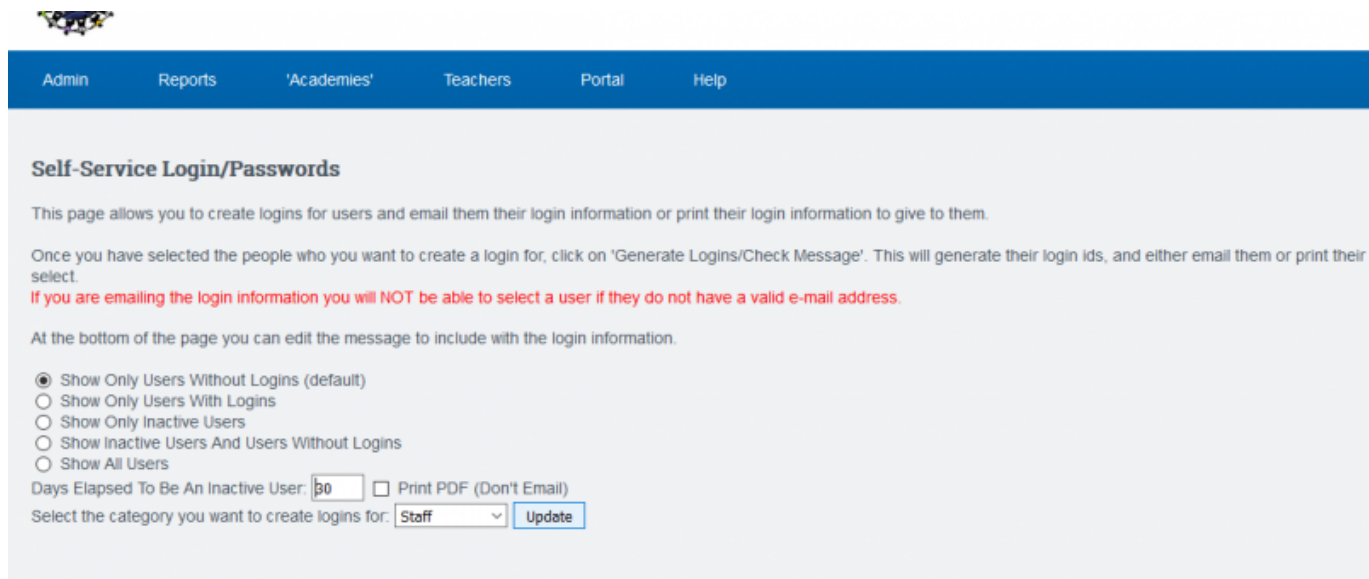 Admin Reports 'Academies' Teachers Portal Help
Self-Service Login/Passwords
This page allows you to create logins for users and email them their login information or print their login information to give to them.
Once you have selected the people who you want to create a login for, click on 'Generate Logins/Check Message'. This will generate their login ids, and either email them or print their
select.
If you are emailing the login information you will NOT be able to select a user if they do not have a valid e-mail address.
At the bottom of the page you can edit the message to include with the login information.
Show Only Users Without Logins (default)
Show Only Users With Logins
Show Only Inactive Users
Show Inactive Users And Users Without Logins
Show All Users
Days Elapsed To Be An Inactive User: 30 Print PDF (Don't Email)
Select the category you want to create logins for: Staff Update